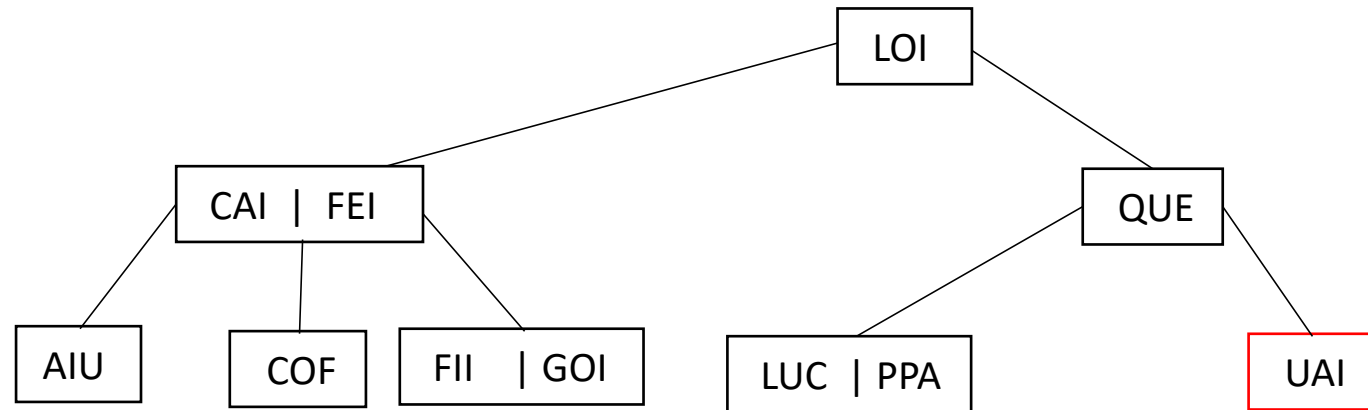 LOI
CAI | FEI
QUE
AIU
COF
FII | GOI
LUC | PPA
UAI